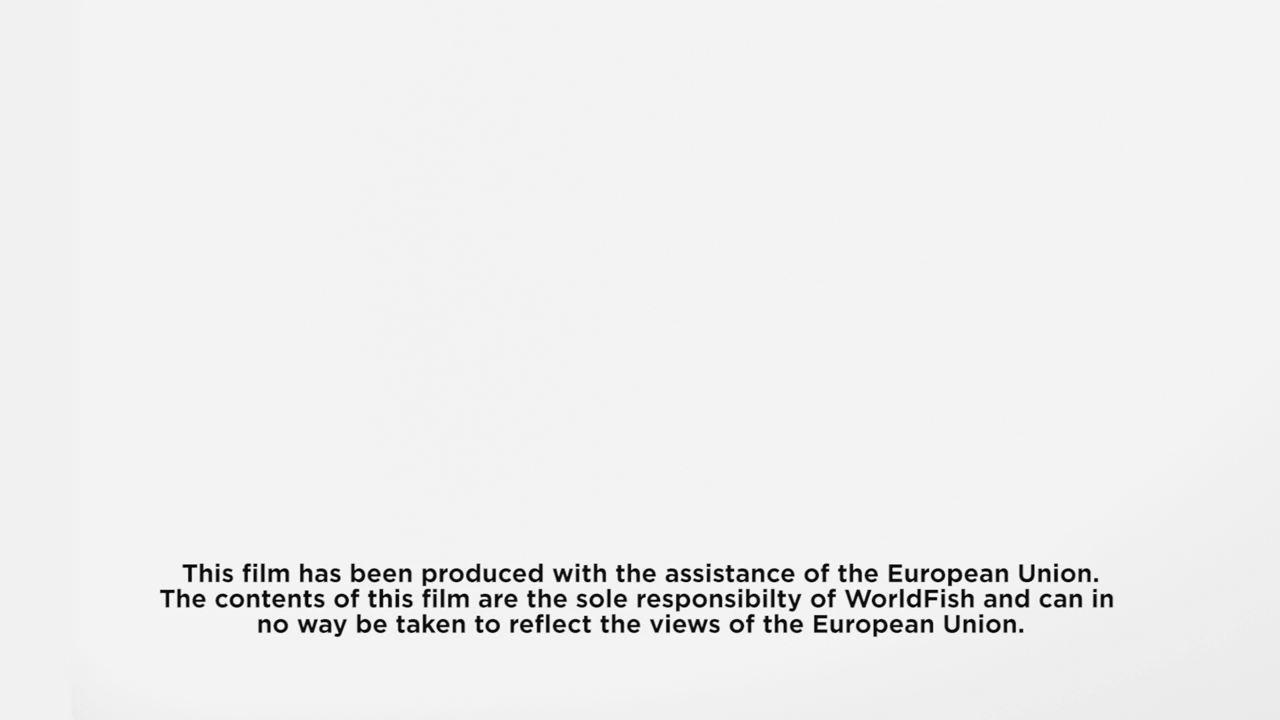 This film has been produced with the assistance of the European Union.
The contents of this film are the sole responsibilty of WorldFish and can in
no way be taken to reflect the views of the European Union.